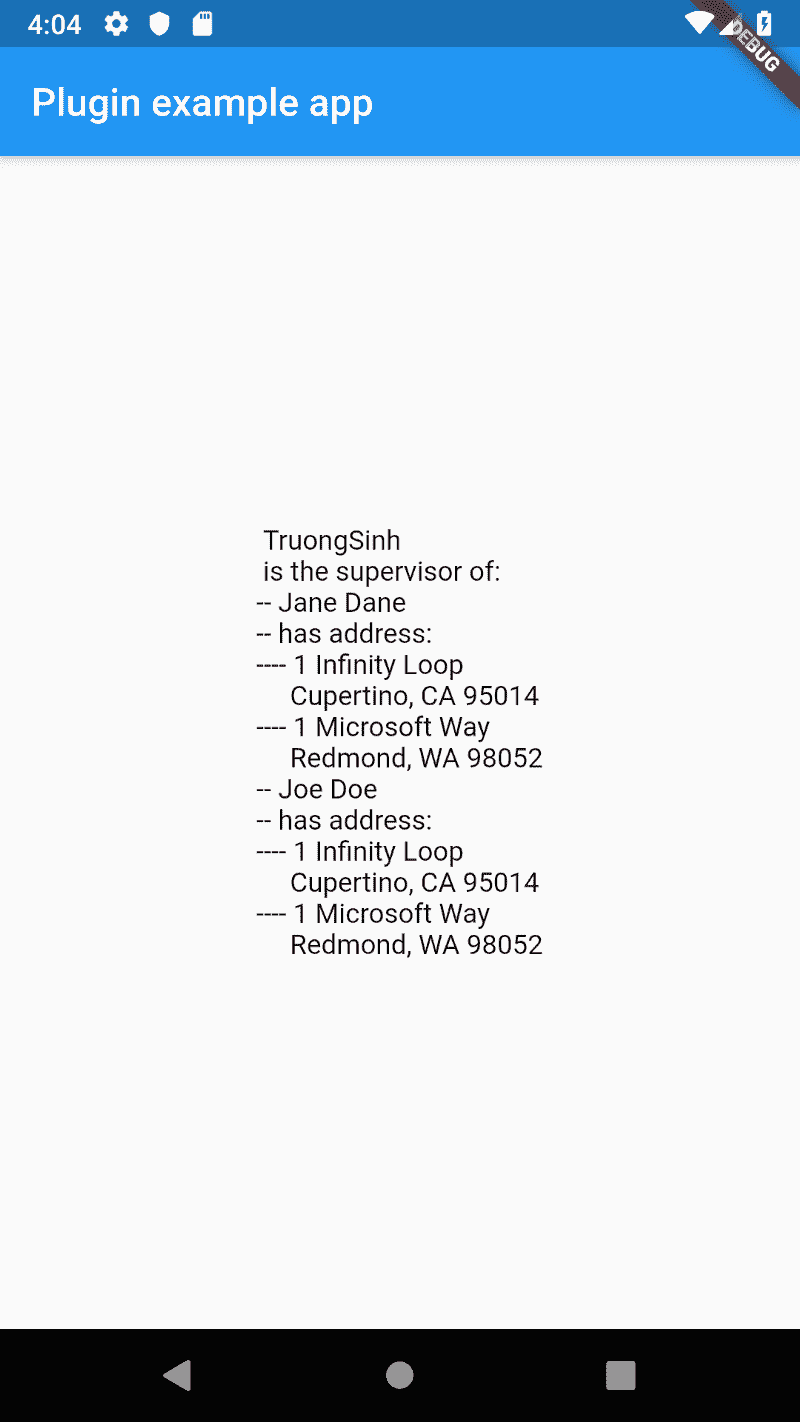 4:04
DEBUG
Plugin example app
TruongSinh
is the supervisor of:
-- Jane Dane
-- has address:
---- 1 Infinity Loop
Cupertino, CA 95014
---- 1 Microsoft Way
Redmond, WA 98052
-- Joe Doe
-- has address:
---- 1 Infinity Loop
Cupertino, CA 95014
---- 1 Microsoft Way
Redmond, WA 98052